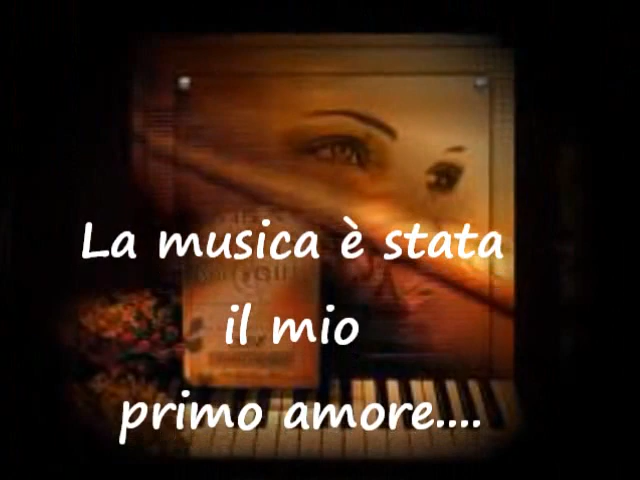 La musica è stata
il mio
primo amore....